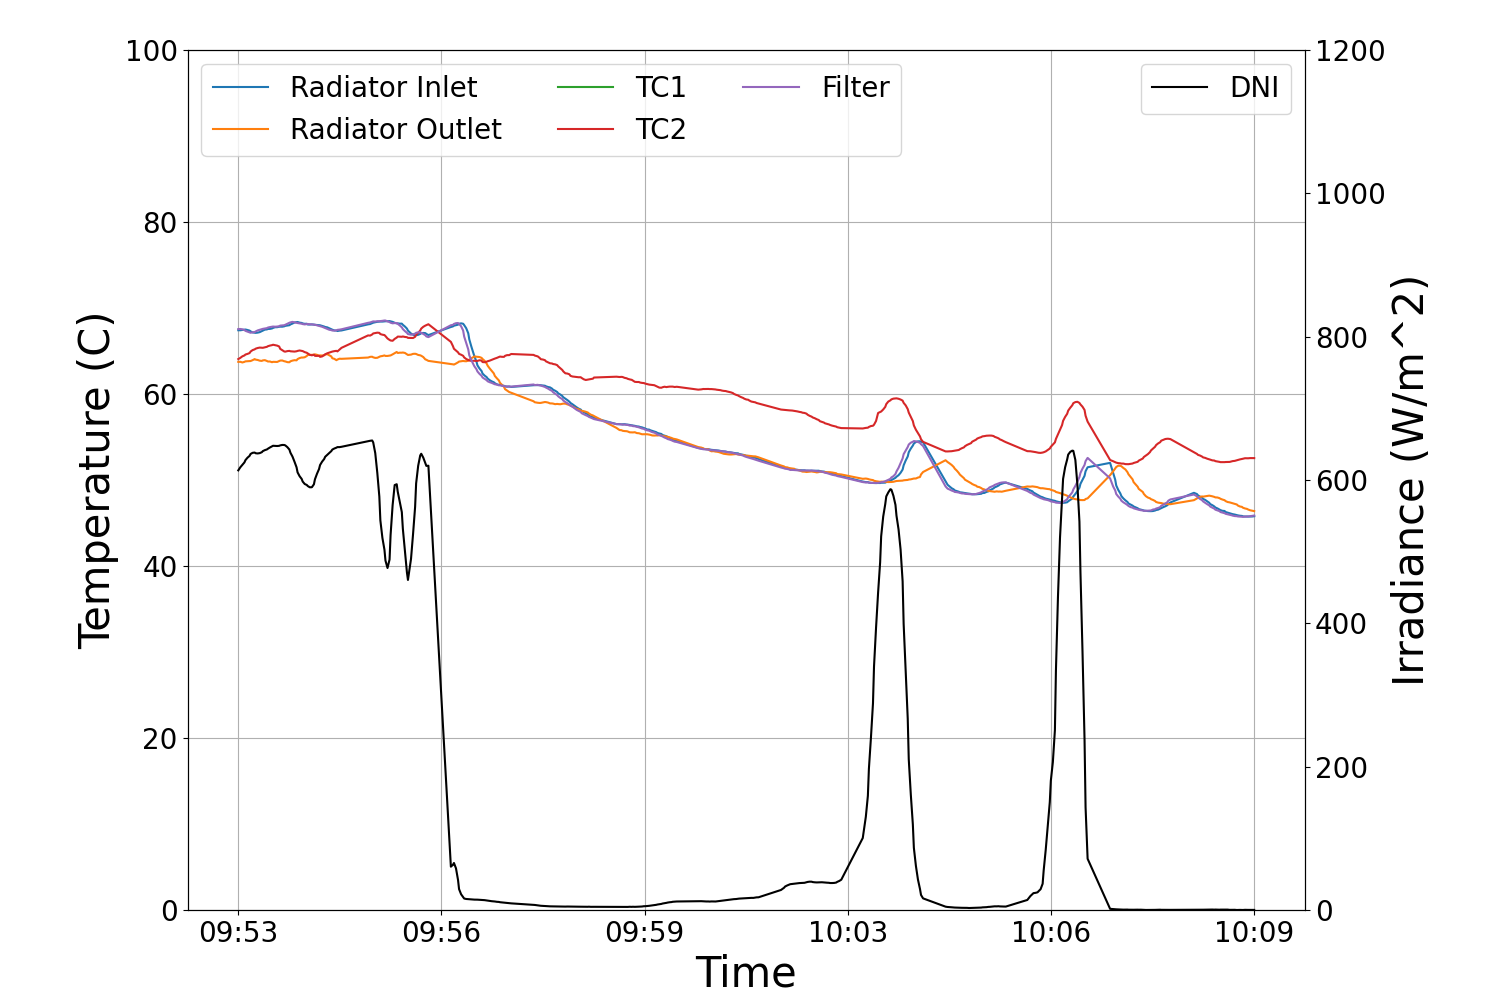 Radiator Inlet TC1 Filter
Radiator Outlet TC2
DNI
Temperature (C)
100
80
60
40
20
0
Irradiance (W/m^2)
1200
1000
800
600
400
200
0
09:53 09:56 09:59 10:03 10:06 10:09
Time